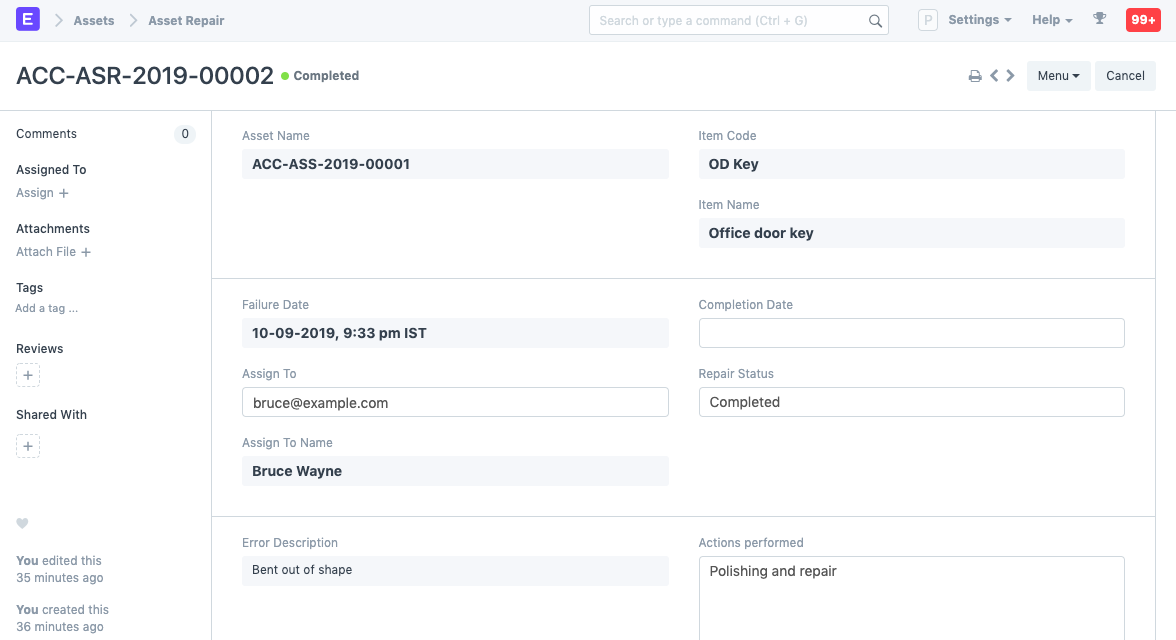 E Assets Asset Repair Search or type a command (Ctrl + G) P Settings Help 99+
ACC-ASR-2019-00002 Completed Menu Cancel
Comments 0
Assigned To
Assign +
Attachments
Attach File +
Tags
Add a tag ...
Reviews
+
Shared With
+
You edited this
35 minutes ago
You created this
36 minutes ago
Asset Name
ACC-ASS-2019-00001
Item Code
OD Key
Item Name
Office door key
Failure Date
10-09-2019, 9:33 pm IST
Assign To
bruce@example.com
Assign To Name
Bruce Wayne
Completion Date
Repair Status
Completed
Error Description
Bent out of shape
Actions performed
Polishing and repair